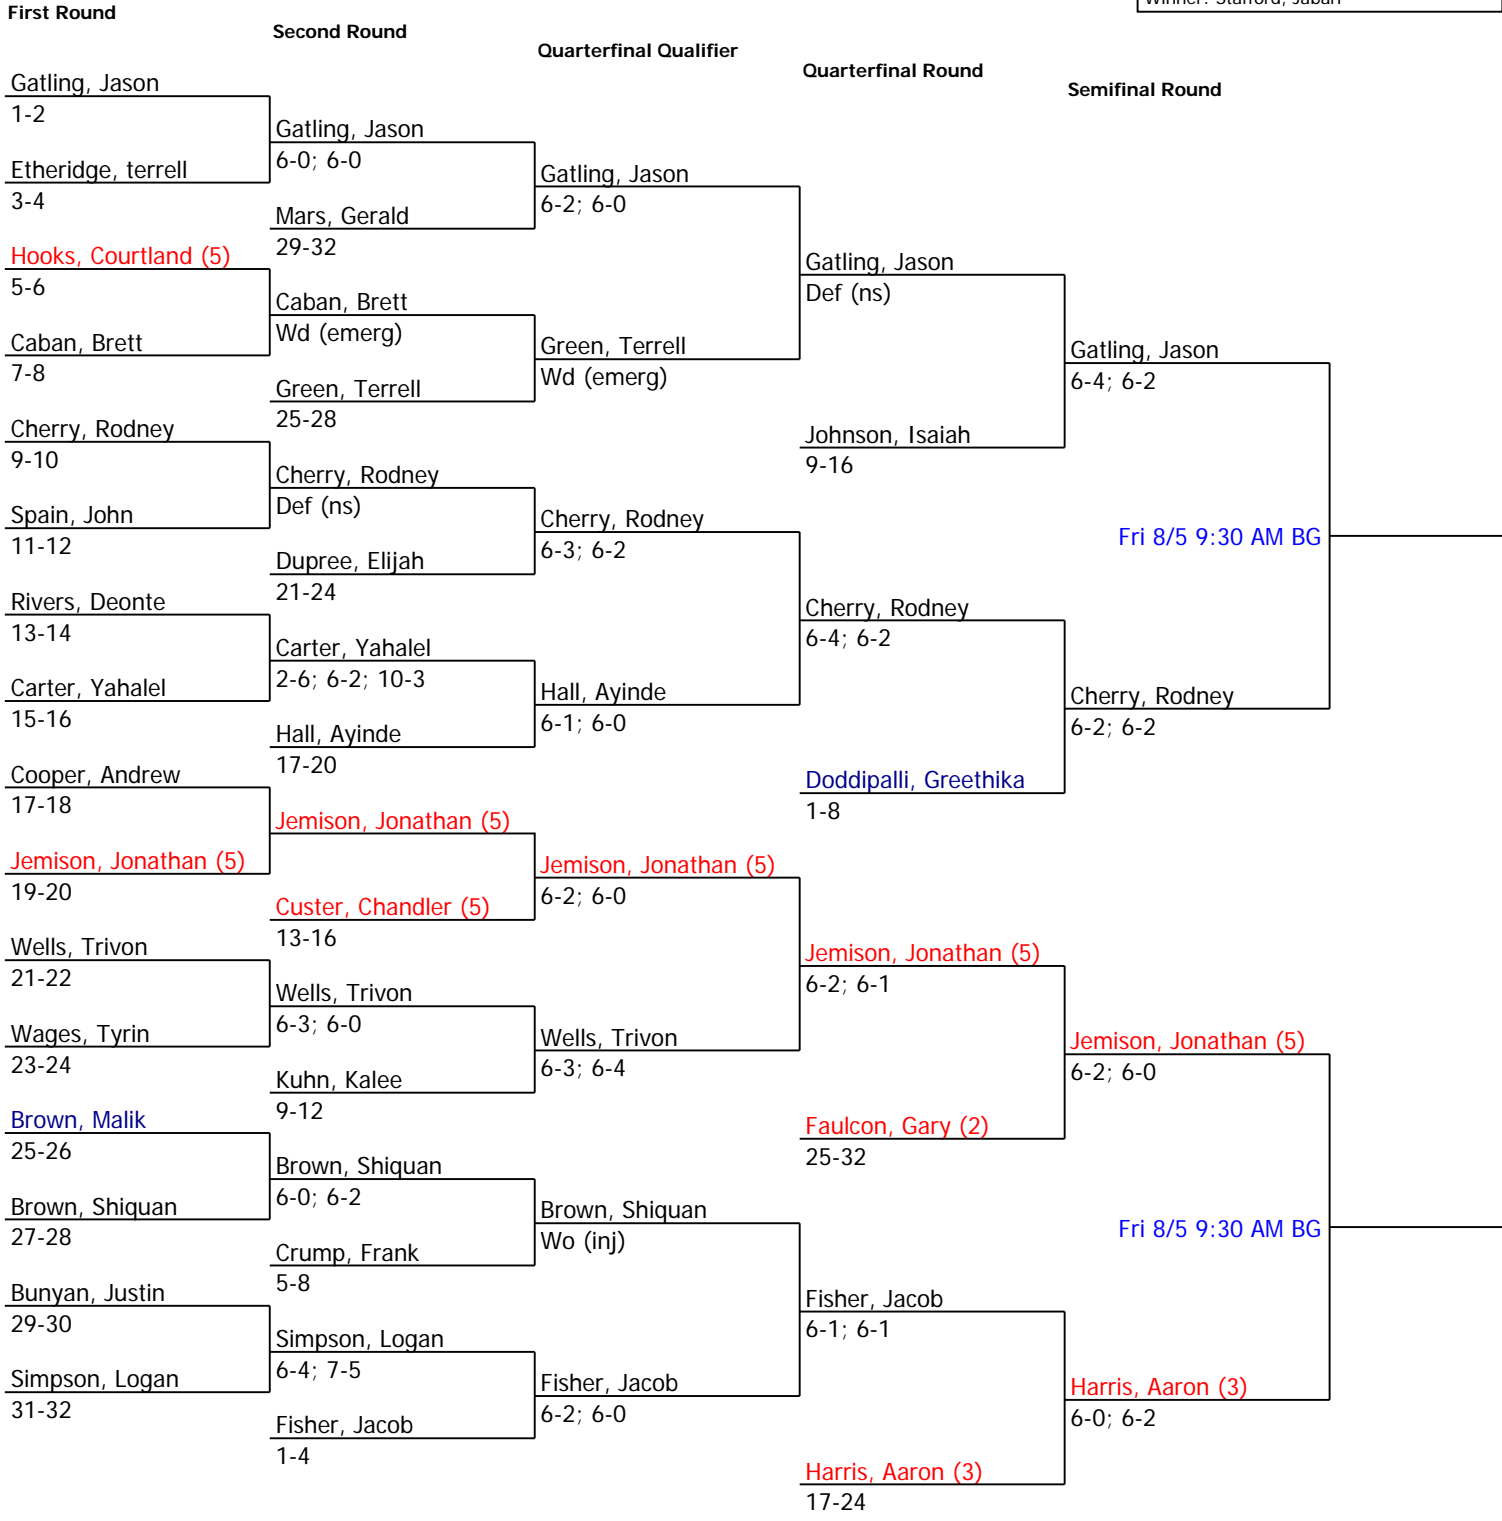 Winner: Stafford, Jabari
First Round
Second Round
Quarterfinal Qualifier
Quarterfinal Round
Semifinal Round
Gatling, Jason
1-2
Etheridge, terrell
3-4
Hooks, Courtland (5)
5-6
Caban, Brett
7-8
Cherry, Rodney
9-10
Spain, John
11-12
Rivers, Deonte
13-14
Carter, Yahalel
15-16
Cooper, Andrew
17-18
Jemison, Jonathan (5)
19-20
Wells, Trivon
21-22
Wages, Tyrin
23-24
Brown, Malik
25-26
Brown, Shiquan
27-28
Bunyan, Justin
29-30
Simpson, Logan
31-32
Gatling, Jason
6-0; 6-0
Mars, Gerald
29-32
Caban, Brett
Wd (emerg)
Green, Terrell
25-28
Cherry, Rodney
Def (ns)
Dupree, Elijah
21-24
Carter, Yahalel
2-6; 6-2; 10-3
Hall, Ayinde
17-20
Jemison, Jonathan (5)
Custer, Chandler (5)
13-16
Wells, Trivon
6-3; 6-0
Kuhn, Kalee
9-12
Brown, Shiquan
6-0; 6-2
Crump, Frank
5-8
Simpson, Logan
6-4; 7-5
Fisher, Jacob
1-4
Gatling, Jason
6-2; 6-0
Green, Terrell
Wd (emerg)
Cherry, Rodney
6-3; 6-2
Hall, Ayinde
6-1; 6-0
Jemison, Jonathan (5)
6-2; 6-0
Wells, Trivon
6-3; 6-4
Brown, Shiquan
Wo (inj)
Fisher, Jacob
6-2; 6-0
Gatling, Jason
Def (ns)
Johnson, Isaiah
9-16
Cherry, Rodney
6-4; 6-2
Doddipalli, Greethika
1-8
Jemison, Jonathan (5)
6-2; 6-1
Faulcon, Gary (2)
25-32
Fisher, Jacob
6-1; 6-1
Harris, Aaron (3)
17-24
Gatling, Jason
6-4; 6-2
Fri 8/5 9:30 AM BG
Cherry, Rodney
6-2; 6-2
Jemison, Jonathan (5)
6-2; 6-0
Fri 8/5 9:30 AM BG
Harris, Aaron (3)
6-0; 6-2